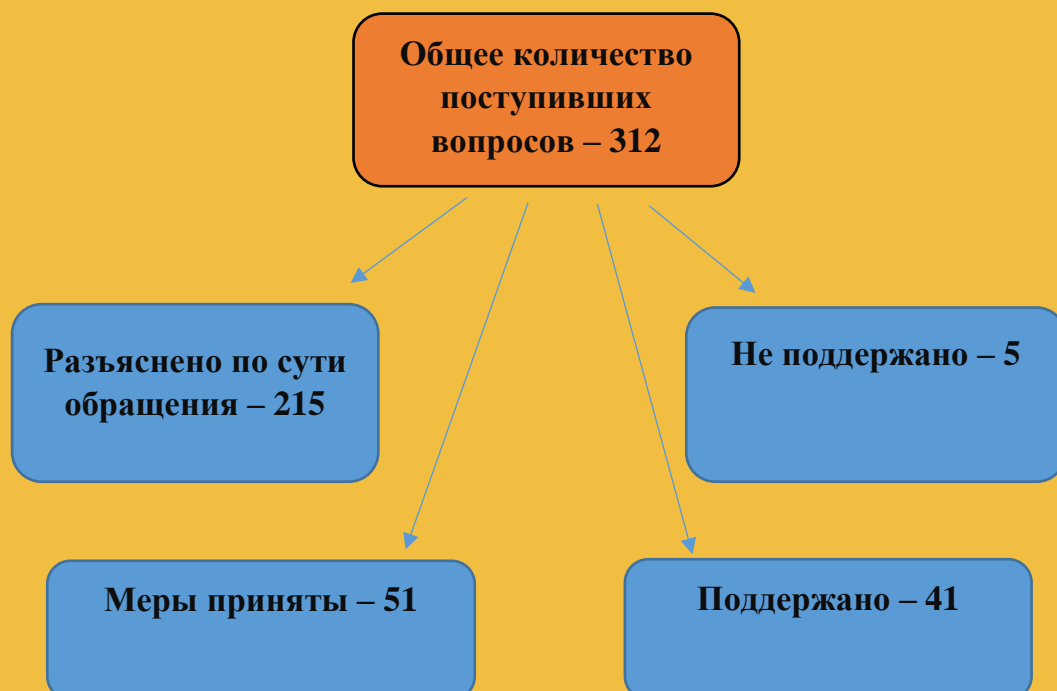 Общее количество
поступивших
вопросов – 312
Разъяснено по сути
обращения – 215
Не поддержано – 5
Меры приняты – 51
Поддержано – 41